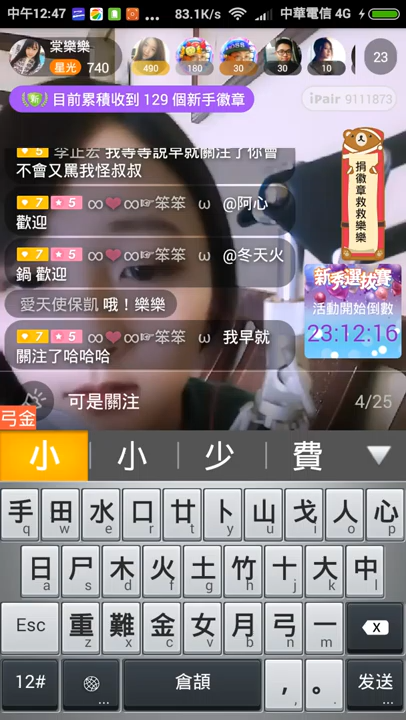 中午12:47 ... 83.1K/s 中華電信 4G
棠樂樂
星光 740
490 180 30 30 10 23
新 目前累積收到 129 個新手徽章
iPair 9111873
7 5 李正宏 我等等說早就關注了你會
不會又罵我怪叔叔
7 5 ∞❤∞☞笨笨 ω @阿心
歡迎
7 5 ∞❤∞☞笨笨 ω @冬天火
鍋 歡迎
愛天使保凱 哦！樂樂
7 5 ∞❤∞☞笨笨 ω 我早就
關注了哈哈哈
捐徽章救救樂樂
新秀選拔賽
活動開始倒數
23:12:16
可是關注 4/25
弓金
小 小 少 費
手 田 水 口 廿 卜 山 戈 人 心
q w e r t y u i o p
日 尸 木 火 土 竹 十 大 中
a s d f g h j k l
Esc 重 難 金 女 月 弓 一
z x c v b n m
12# ... 倉頡 , 。 ... 发送